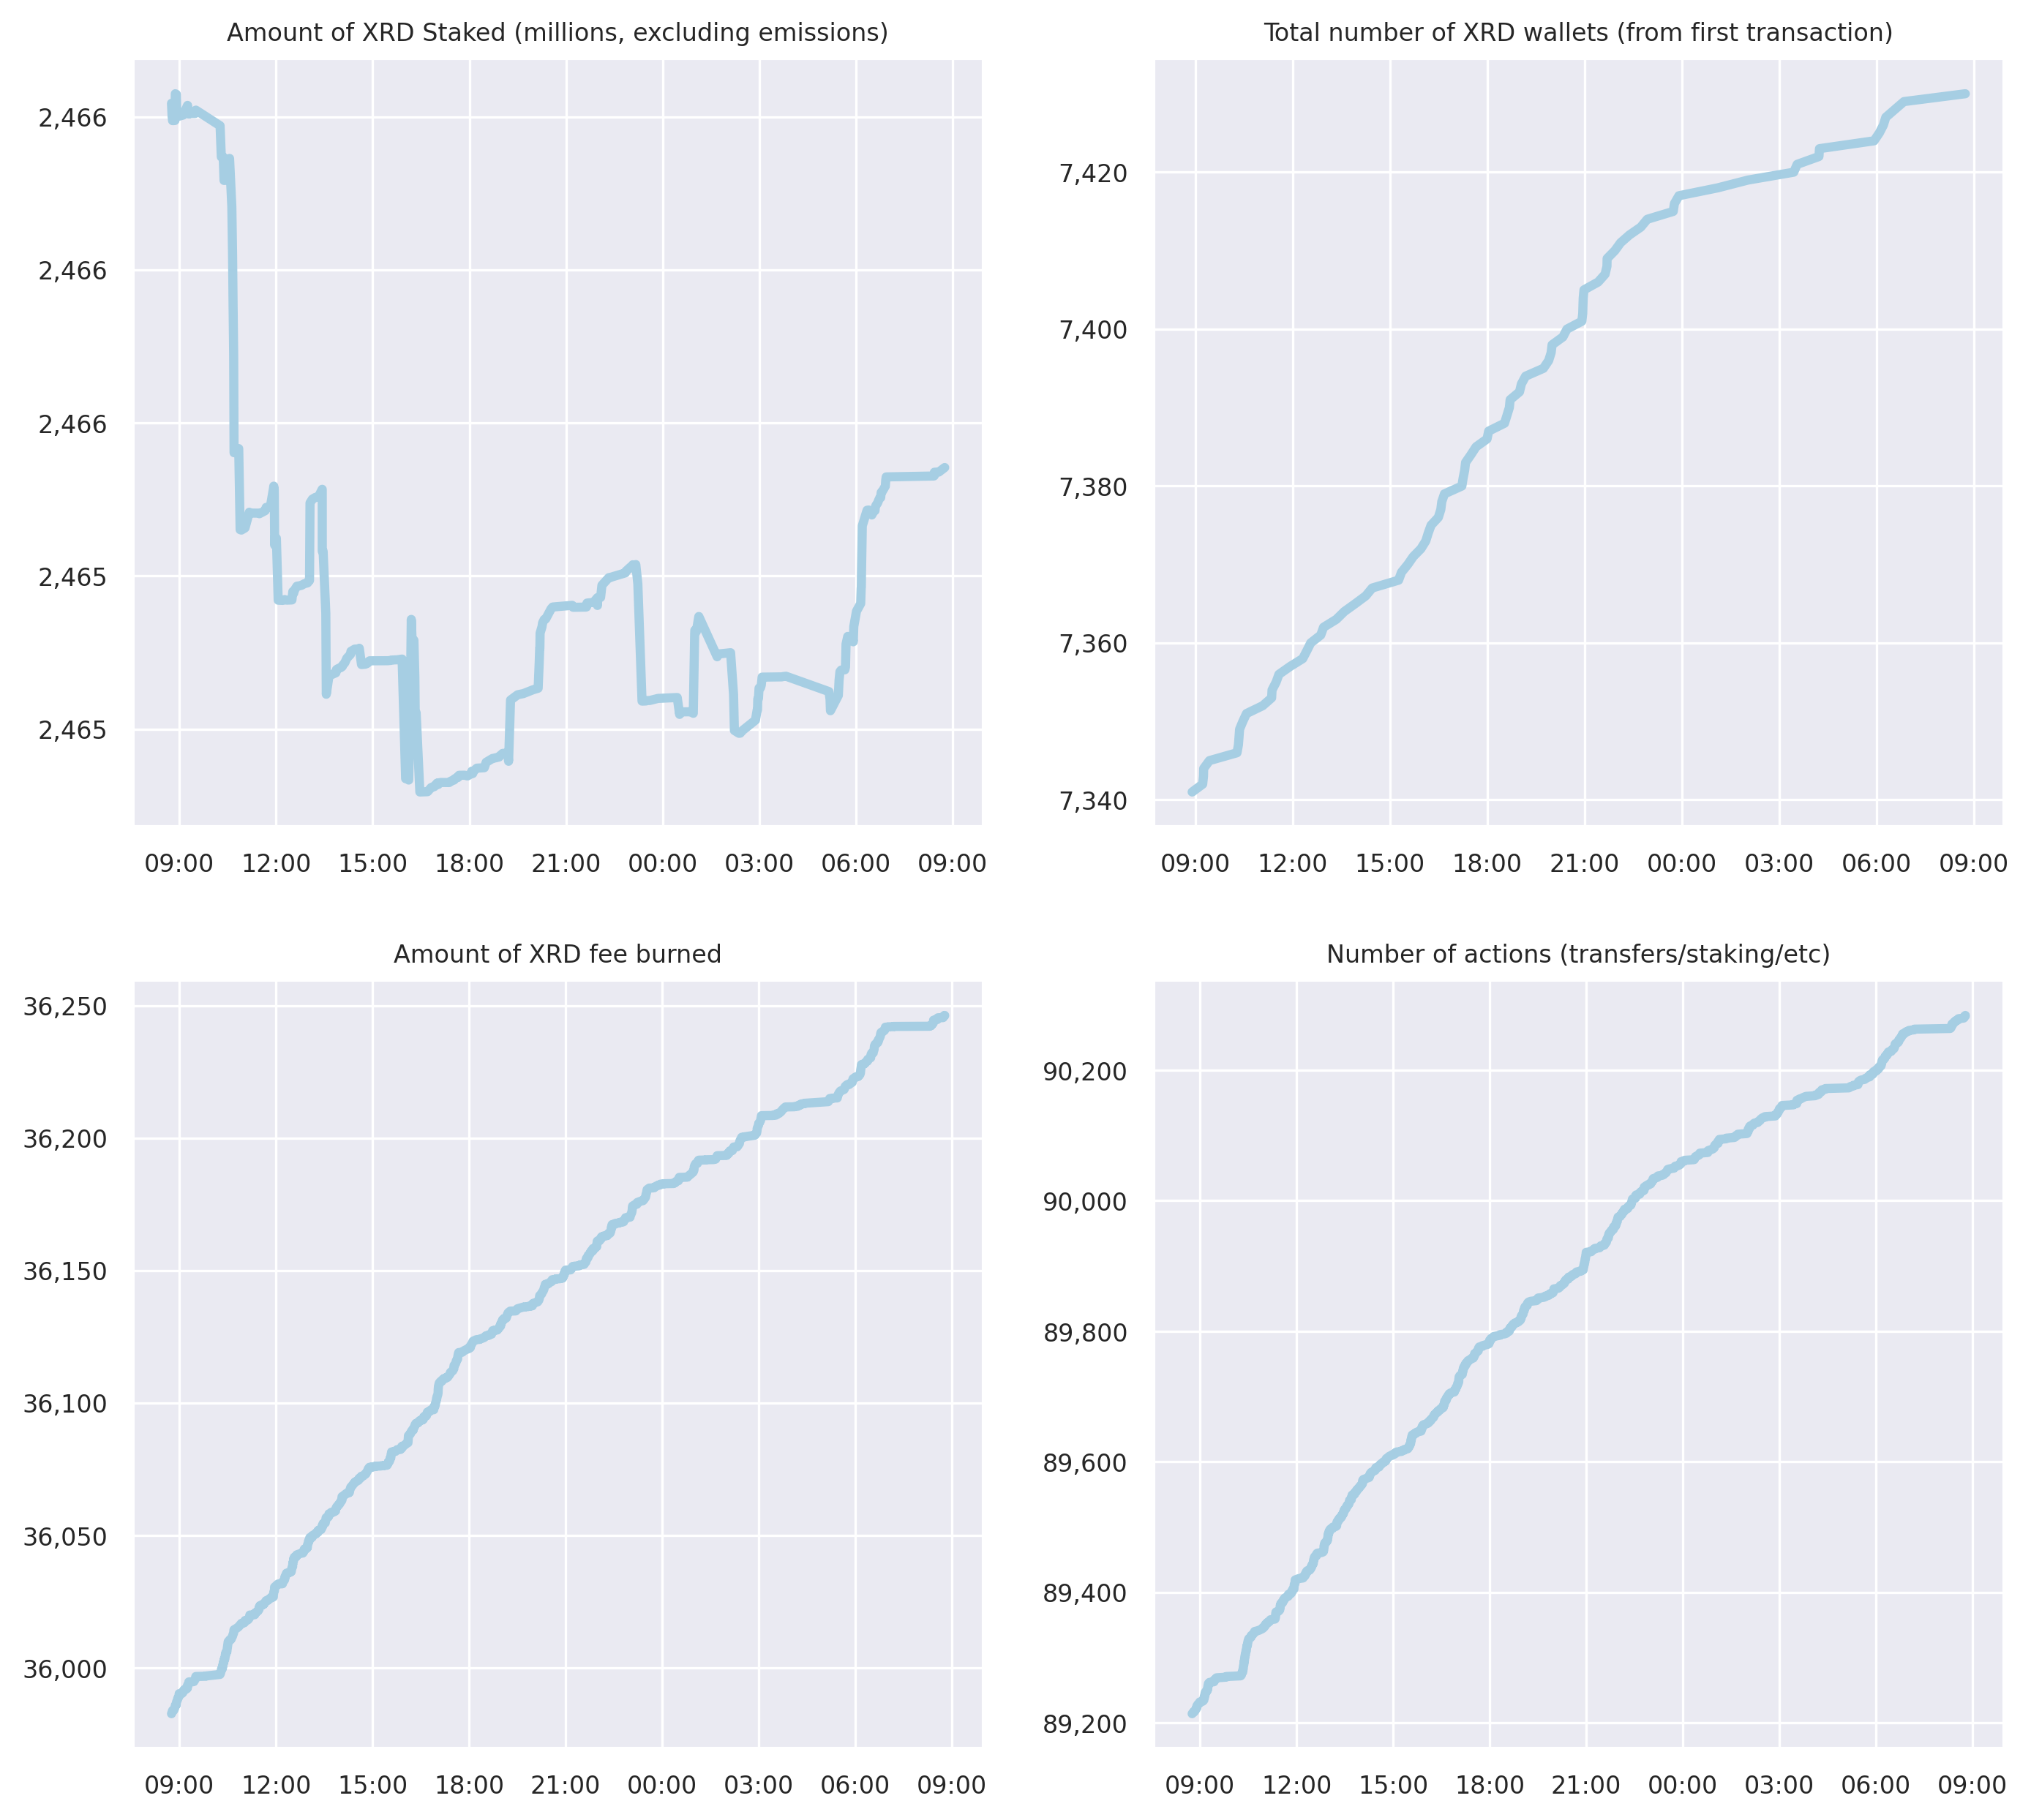 Amount of XRD Staked (millions, excluding emissions)
2,466
2,466
2,466
2,465
2,465
09:00 12:00 15:00 18:00 21:00 00:00 03:00 06:00 09:00
Total number of XRD wallets (from first transaction)
7,420
7,400
7,380
7,360
7,340
09:00 12:00 15:00 18:00 21:00 00:00 03:00 06:00 09:00
Amount of XRD fee burned
36,250
36,200
36,150
36,100
36,050
36,000
09:00 12:00 15:00 18:00 21:00 00:00 03:00 06:00 09:00
Number of actions (transfers/staking/etc)
90,200
90,000
89,800
89,600
89,400
89,200
09:00 12:00 15:00 18:00 21:00 00:00 03:00 06:00 09:00